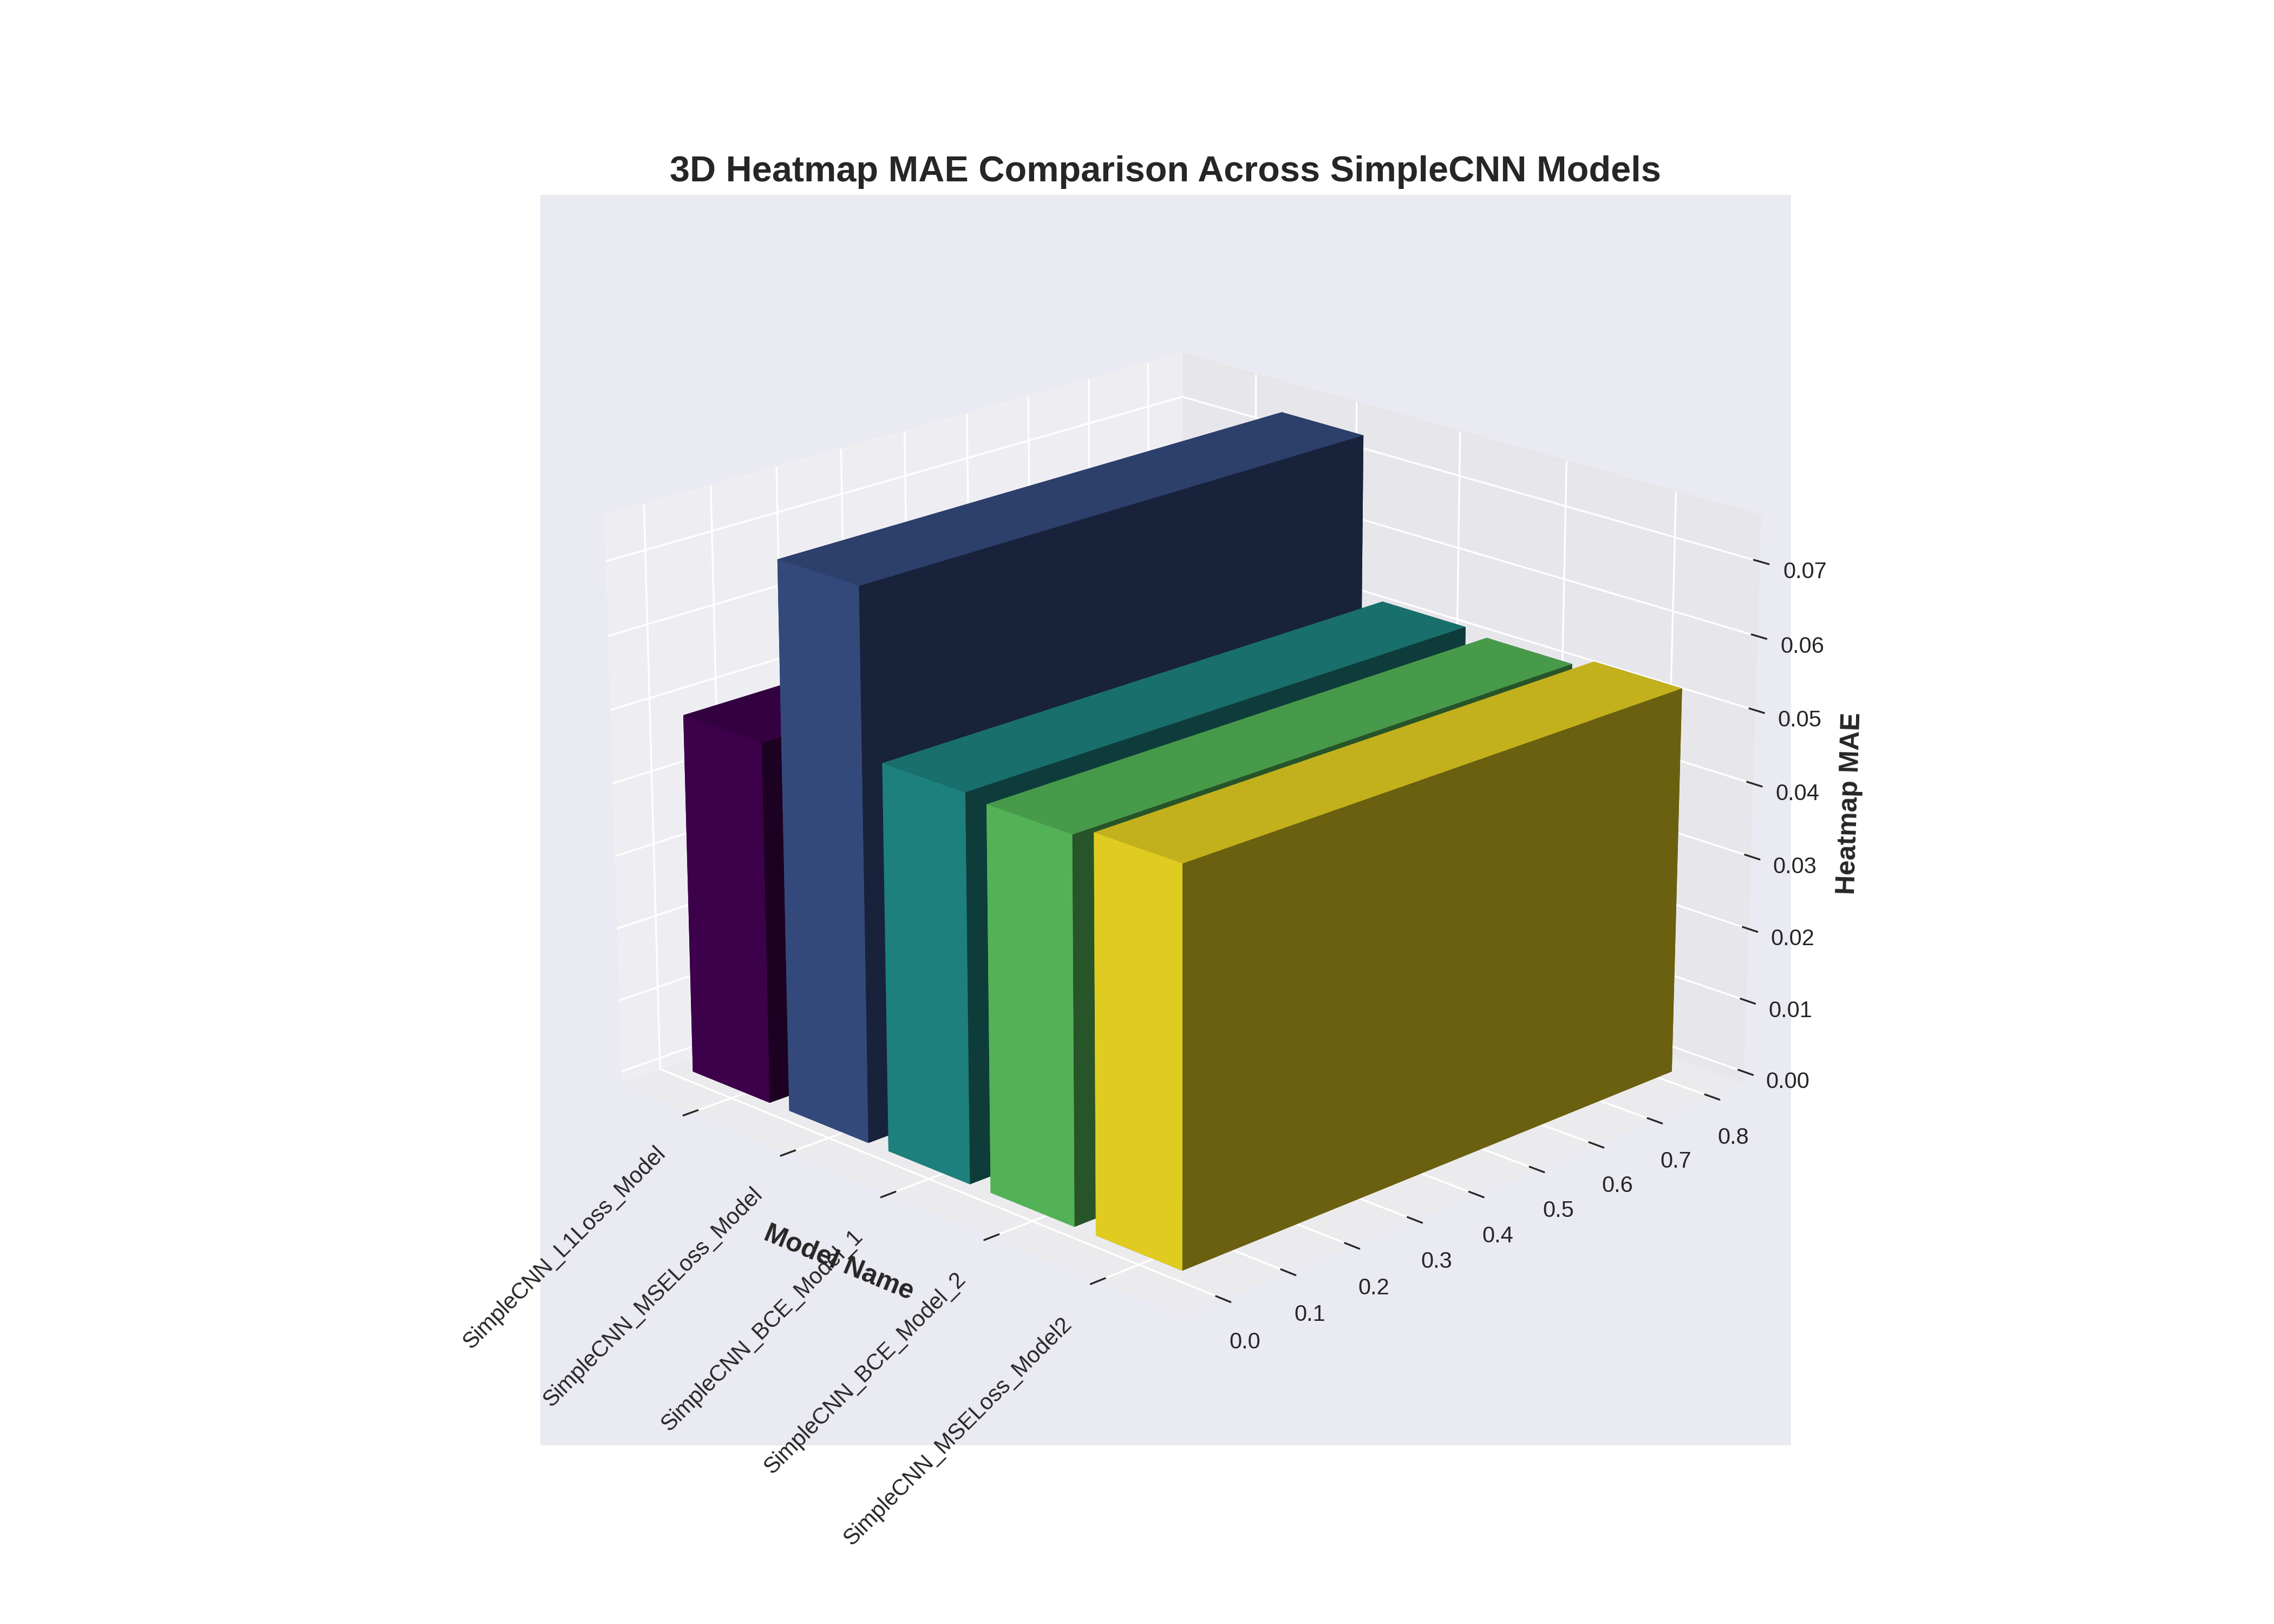 3D Heatmap MAE Comparison Across SimpleCNN Models
0.07
0.06
0.05
0.04
0.03
0.02
0.01
0.00
Heatmap MAE
SimpleCNN_L1Loss_Model
SimpleCNN_MSELoss_Model
SimpleCNN_BCE_Model_1
SimpleCNN_BCE_Model_2
SimpleCNN_MSELoss_Model2
Model Name
0.0
0.1
0.2
0.3
0.4
0.5
0.6
0.7
0.8